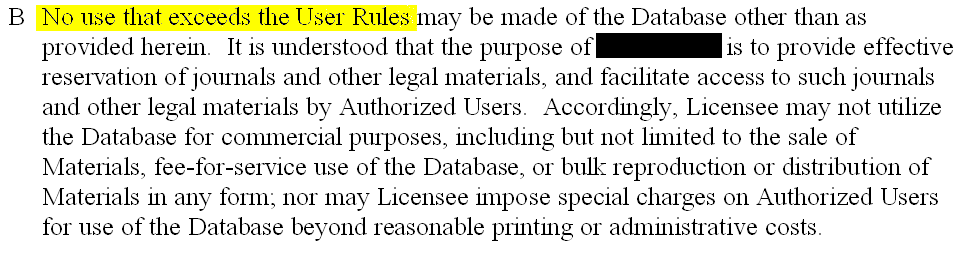 B No use that exceeds the User Rules may be made of the Database other than as
provided herein. It is understood that the purpose of is to provide effective
reservation of journals and other legal materials, and facilitate access to such journals
and other legal materials by Authorized Users. Accordingly, Licensee may not utilize
the Database for commercial purposes, including but not limited to the sale of
Materials, fee-for-service use of the Database, or bulk reproduction or distribution of
Materials in any form; nor may Licensee impose special charges on Authorized Users
for use of the Database beyond reasonable printing or administrative costs.